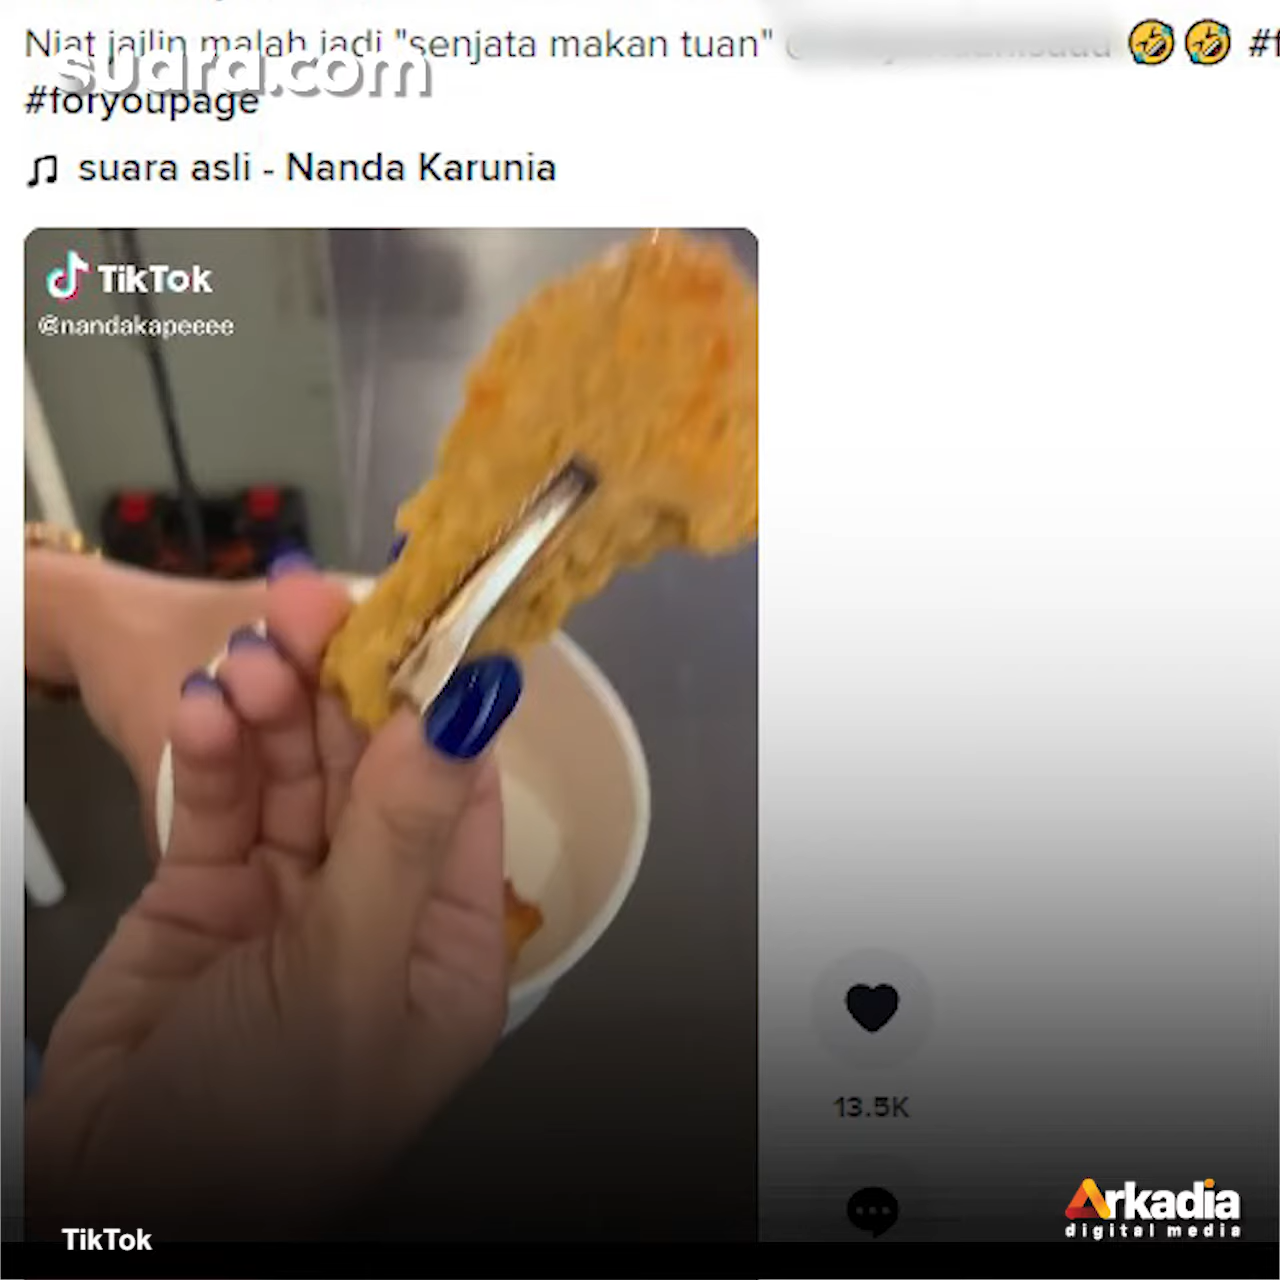 Niat jailin malah jadi "senjata makan tuan"
suara.com
#foryoupage
suara asli - Nanda Karunia
TikTok
@nandakapeeee
13.5K
TikTok
Arkadia
digital media